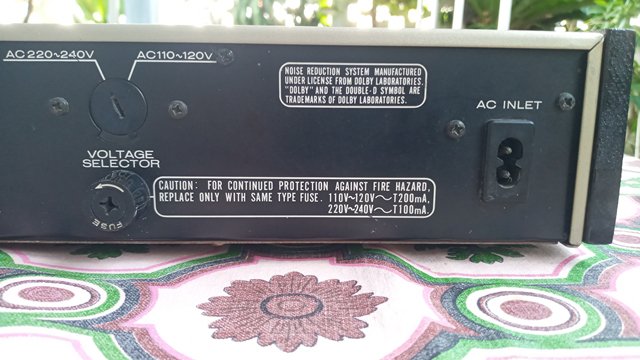 AC 220~240V
AC110~120V
VOLTAGE
SELECTOR
FUSE
NOISE REDUCTION SYSTEM MANUFACTURED
UNDER LICENSE FROM DOLBY LABORATORIES.
"DOLBY" AND THE DOUBLE-D SYMBOL ARE
TRADEMARKS OF DOLBY LABORATORIES.
AC INLET
CAUTION: FOR CONTINUED PROTECTION AGAINST FIRE HAZARD,
REPLACE ONLY WITH SAME TYPE FUSE. 110V~120V~T200mA,
220V~240V~T100mA.